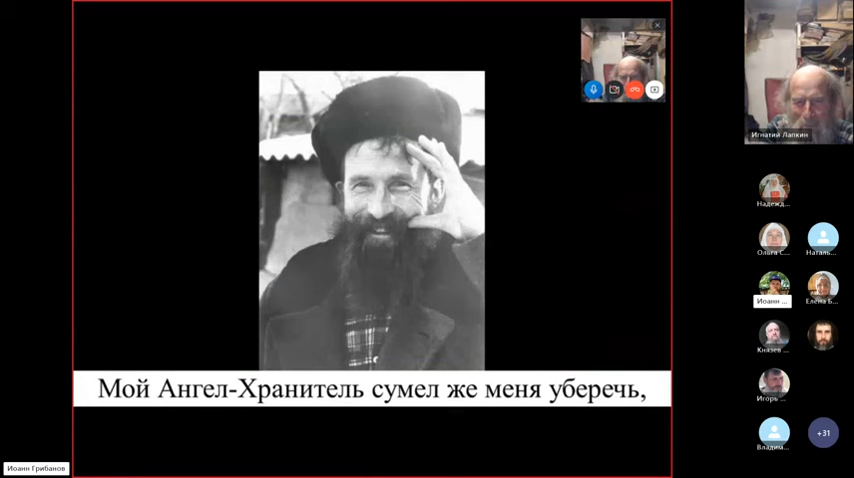 Игнатий Лапкин
Надежд...
Ольга С...
Наталь...
Иоанн ...
Елена Б...
Князев ...
Игорь ...
Владим...
+31
Мой Ангел-Хранитель сумел же меня уберечь,
Иоанн Грибанов